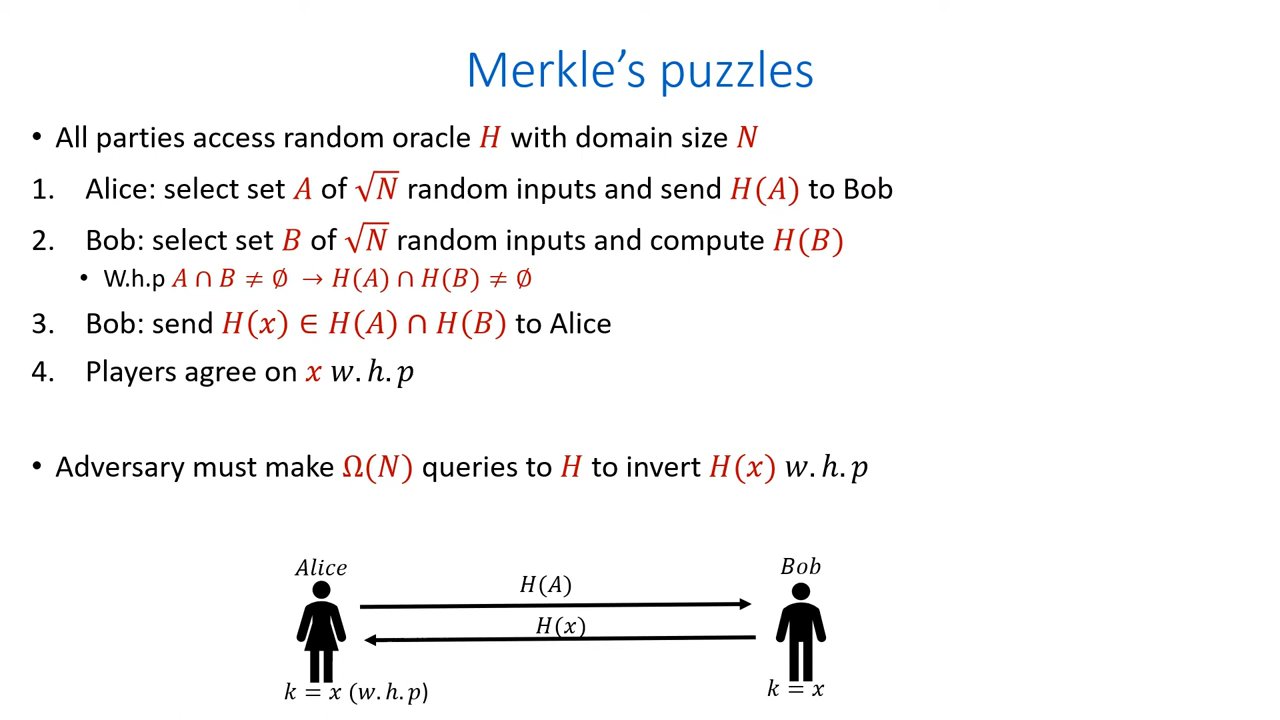 Merkle's puzzles
• All parties access random oracle H with domain size N
1. Alice: select set A of √N random inputs and send H(A) to Bob
2. Bob: select set B of √N random inputs and compute H(B)
• W.h.p A ∩ B ≠ ∅ → H(A) ∩ H(B) ≠ ∅
3. Bob: send H(x) ∈ H(A) ∩ H(B) to Alice
4. Players agree on x w.h.p
• Adversary must make Ω(N) queries to H to invert H(x) w.h.p
Alice
Bob
H(A)
H(x)
k = x (w.h.p)
k = x